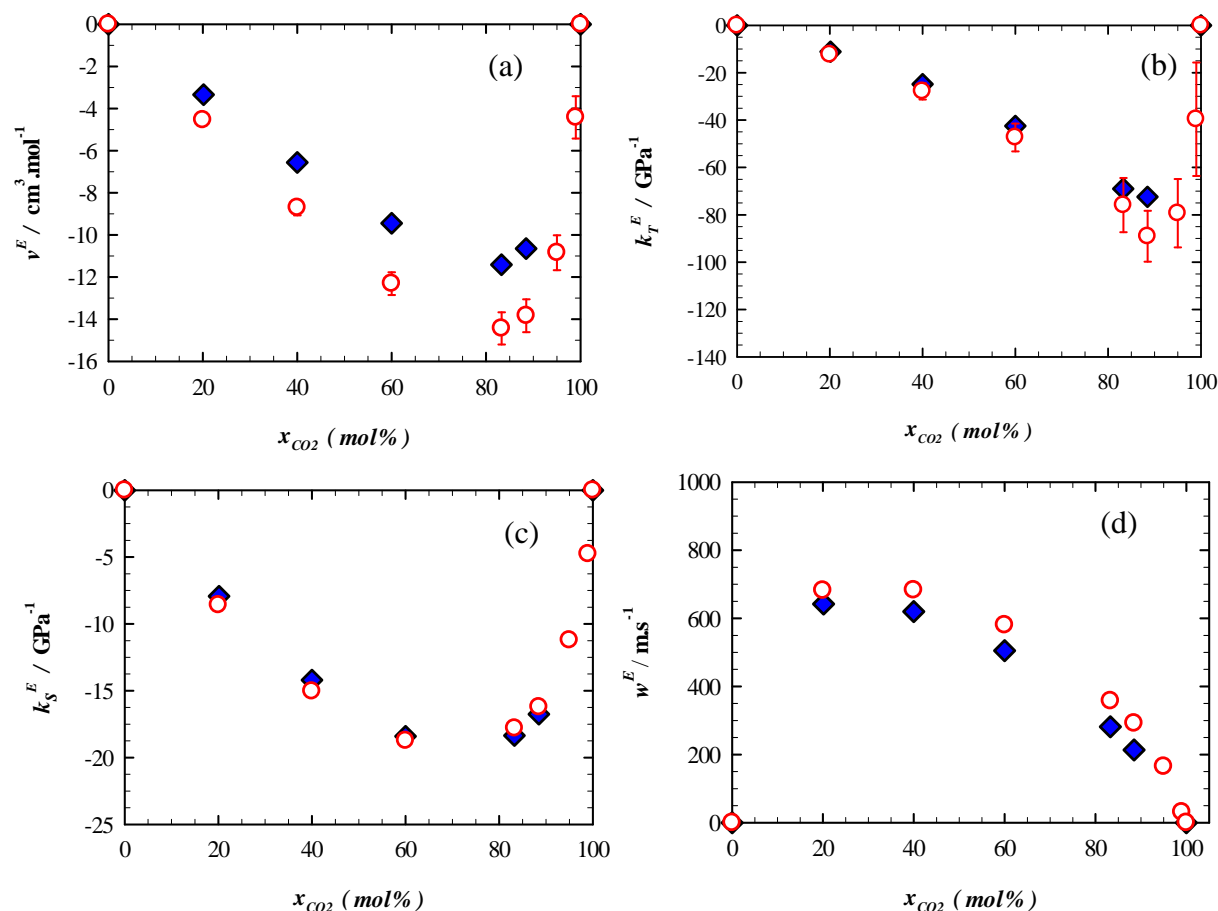 0
-2
-4
-6
-8
-10
-12
-14
-16
v^E / cm^3.mol^-1
(a)
0 20 40 60 80 100
x_CO2 ( mol% )
0
-20
-40
-60
-80
-100
-120
-140
k_T^E / GPa^-1
(b)
0 20 40 60 80 100
x_CO2 ( mol% )
0
-5
-10
-15
-20
-25
k_S^E / GPa^-1
(c)
0 20 40 60 80 100
x_CO2 ( mol% )
1000
800
600
400
200
0
w^E / m.s^-1
(d)
0 20 40 60 80 100
x_CO2 ( mol% )